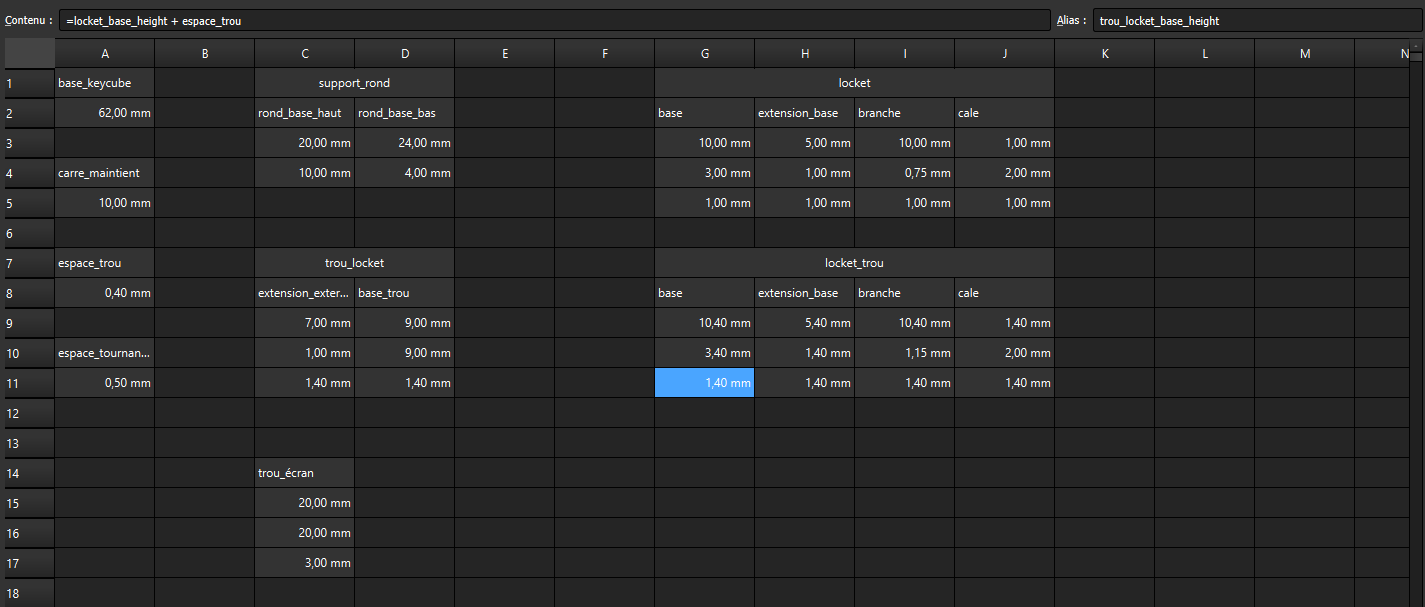 Contenu : =locket_base_height + espace_trou Alias : trou_locket_base_height
A B C D E F G H I J K L M N
1 base_keycube support_rond locket
2 62,00 mm rond_base_haut rond_base_bas base extension_base branche cale
3 20,00 mm 24,00 mm 10,00 mm 5,00 mm 10,00 mm 1,00 mm
4 carre_maintient 10,00 mm 4,00 mm 3,00 mm 1,00 mm 0,75 mm 2,00 mm
5 10,00 mm 1,00 mm 1,00 mm 1,00 mm 1,00 mm
6
7 espace_trou trou_locket locket_trou
8 0,40 mm extension_exter... base_trou base extension_base branche cale
9 7,00 mm 9,00 mm 10,40 mm 5,40 mm 10,40 mm 1,40 mm
10 espace_tournan... 1,00 mm 9,00 mm 3,40 mm 1,40 mm 1,15 mm 2,00 mm
11 0,50 mm 1,40 mm 1,40 mm 1,40 mm 1,40 mm 1,40 mm 1,40 mm
12
13
14 trou_écran
15 20,00 mm
16 20,00 mm
17 3,00 mm
18